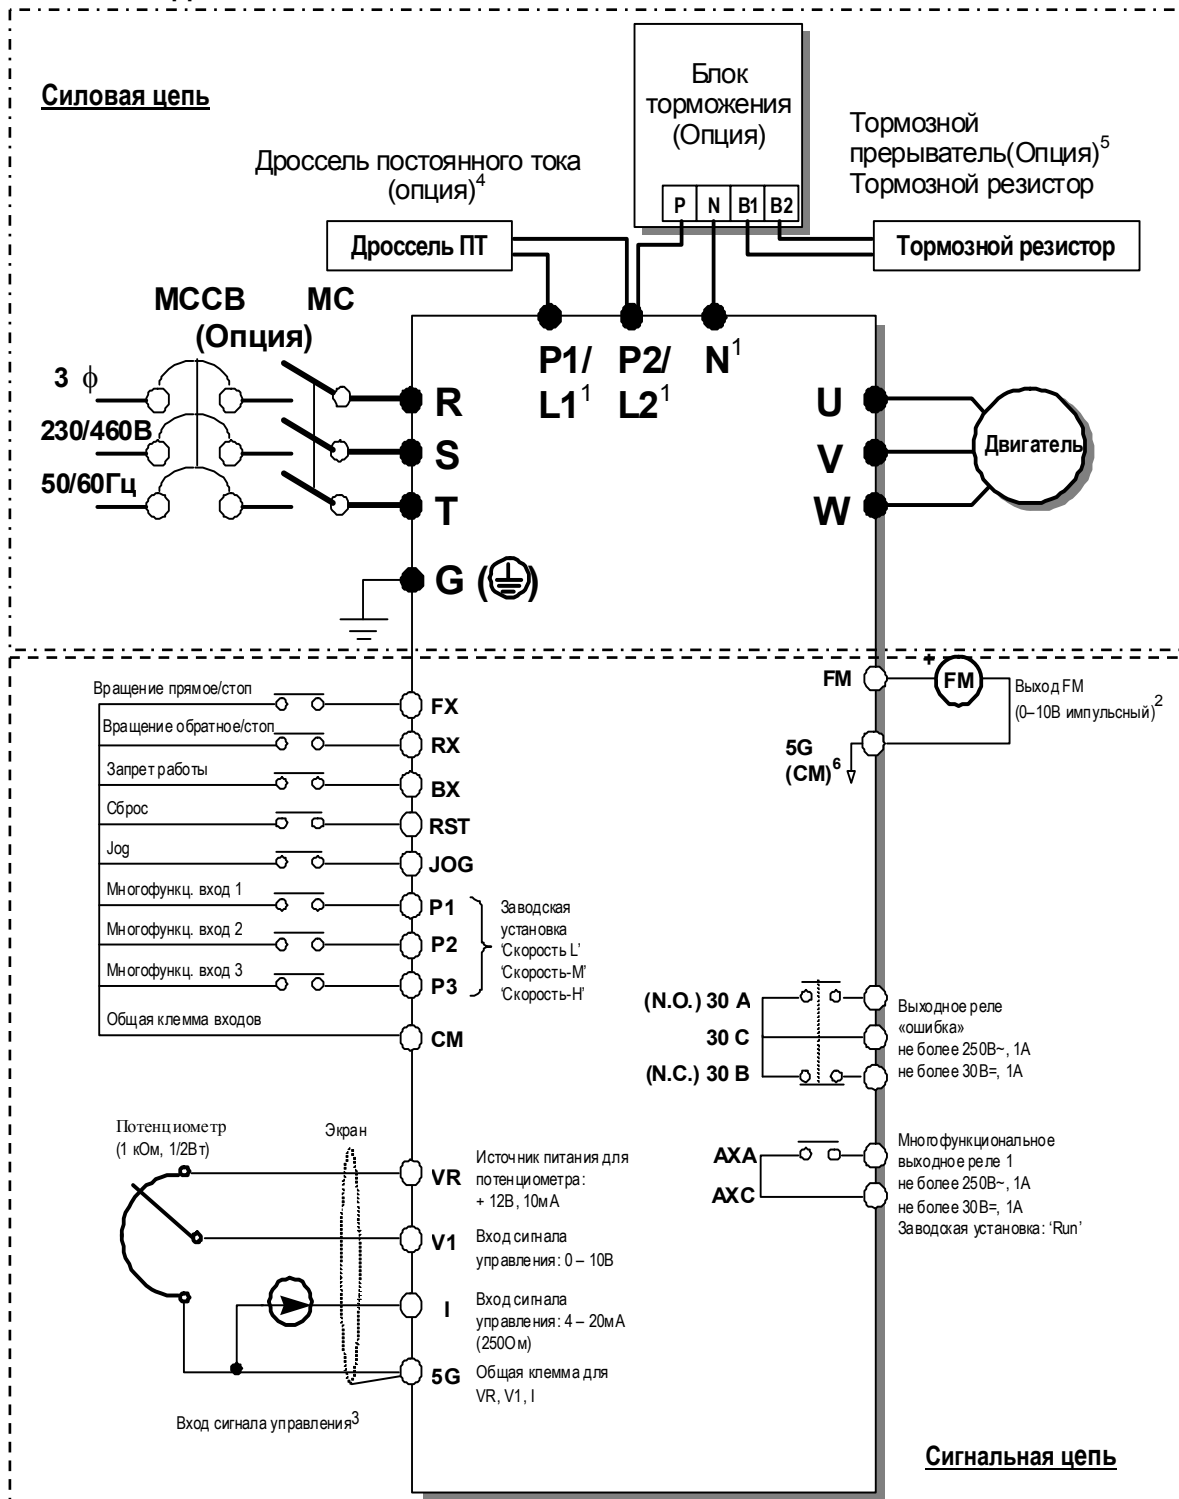 Силовая цепь
Блок
торможения
(Опция)
P N B1 B2
Тормозной
прерыватель(Опция)5
Тормозной резистор
Дроссель постоянного тока
(опция)4
Дроссель ПТ
Тормозной резистор
MCCB MC
(Опция)
3 ϕ
230/460В
50/60Гц
P1/ P2/ N1
L11 L21
R
S
T
G
U
V
W
Двигатель
FM
+
FM
Выход FM
(0–10В импульсный)2
5G
(CM)6
Вращение прямое/стоп
FX
Вращение обратное/стоп
RX
Запрет работы
BX
Сброс
RST
Jog
JOG
Многофункц. вход 1
P1
Многофункц. вход 2
P2
Многофункц. вход 3
P3
Заводская
установка
‘Скорость L’
‘Скорость-M’
‘Скорость-H’
Общая клемма входов
CM
(N.O.) 30 A
30 C
(N.C.) 30 B
Выходное реле
«ошибка»
не более 250В~, 1А
не более 30В=, 1А
AXA
AXC
Многофункциональное
выходное реле 1
не более 250В~, 1А
не более 30В=, 1А
Заводская установка: ‘Run’
Потенциометр
(1 кОм, 1/2Вт)
Экран
VR
Источник питания для
потенциометра:
+ 12В, 10мА
V1
Вход сигнала
управления: 0 – 10В
I
Вход сигнала
управления: 4 – 20мА
(250Ом)
5G
Общая клемма для
VR, V1, I
Вход сигнала управления3
Сигнальная цепь